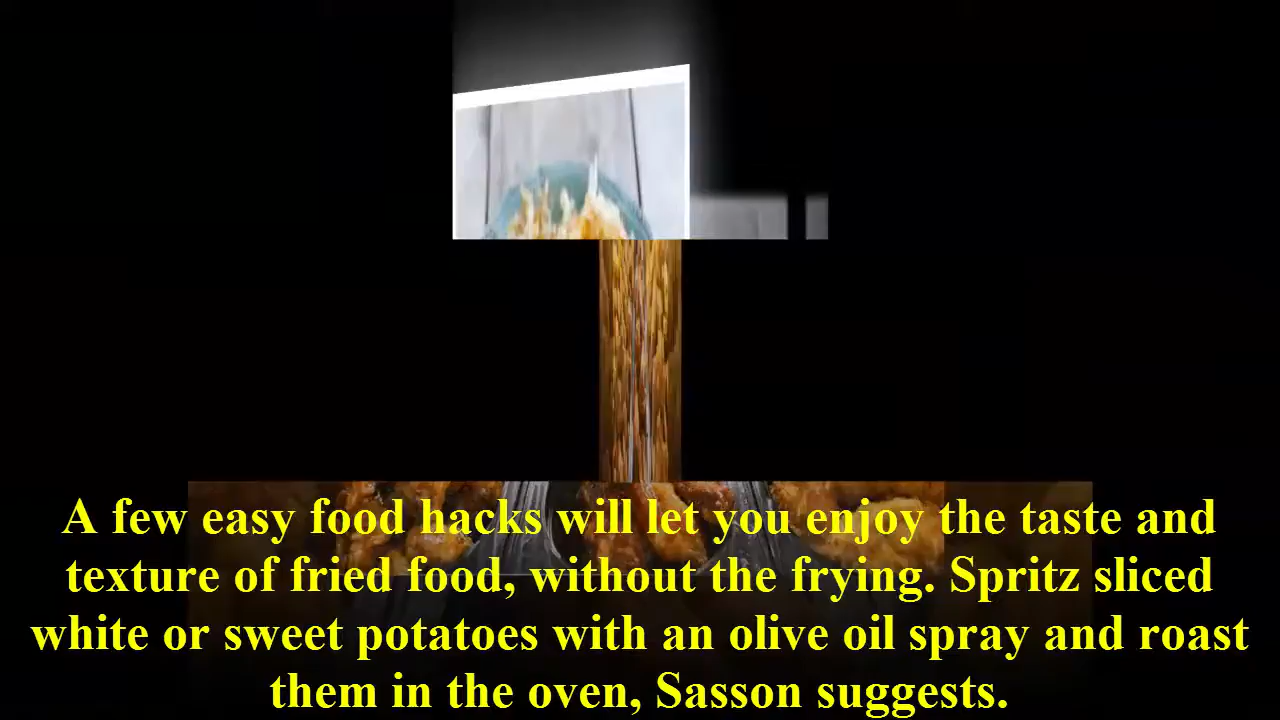 A few easy food hacks will let you enjoy the taste and
texture of fried food, without the frying. Spritz sliced
white or sweet potatoes with an olive oil spray and roast
them in the oven, Sasson suggests.